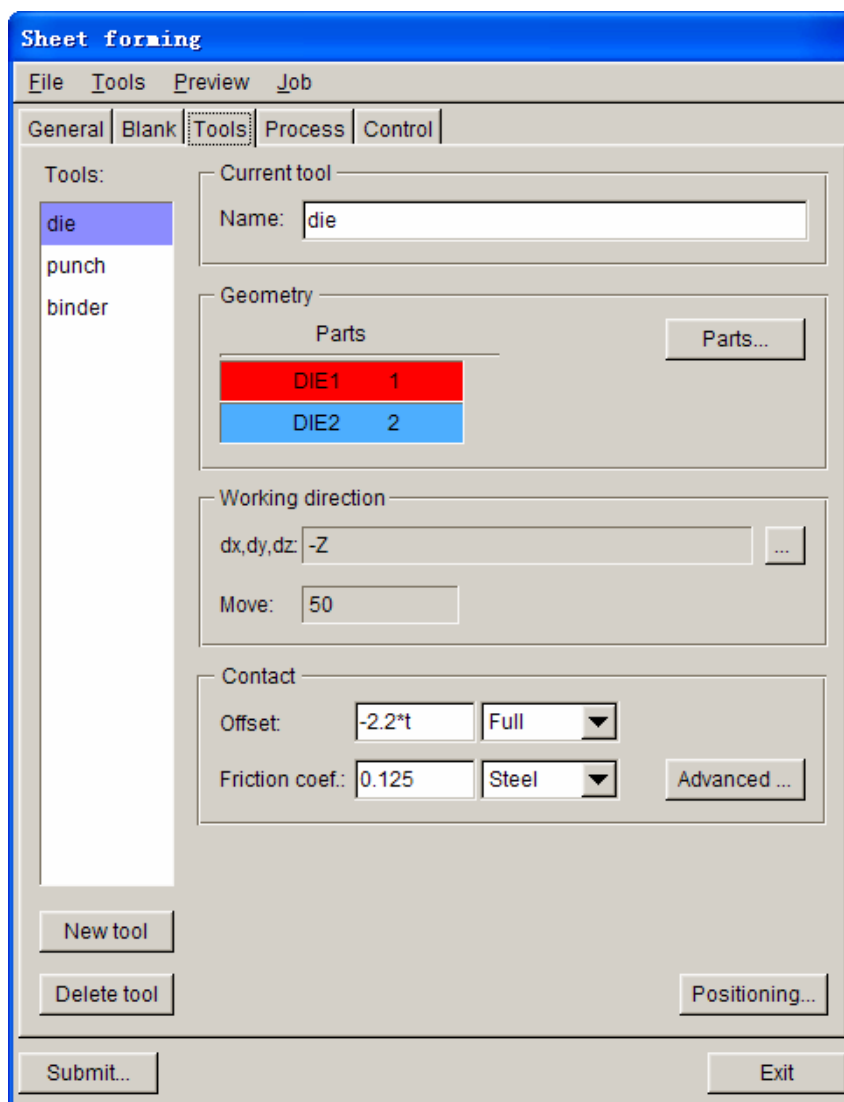 Sheet forming
File Tools Preview Job
General Blank Tools Process Control
Tools:
die
punch
binder
Current tool
Name: die
Geometry
Parts
Parts...
DIE1 1
DIE2 2
Working direction
dx,dy,dz: -Z ...
Move: 50
Contact
Offset: -2.2*t Full
Friction coef.: 0.125 Steel Advanced ...
New tool
Delete tool
Positioning...
Submit...
Exit